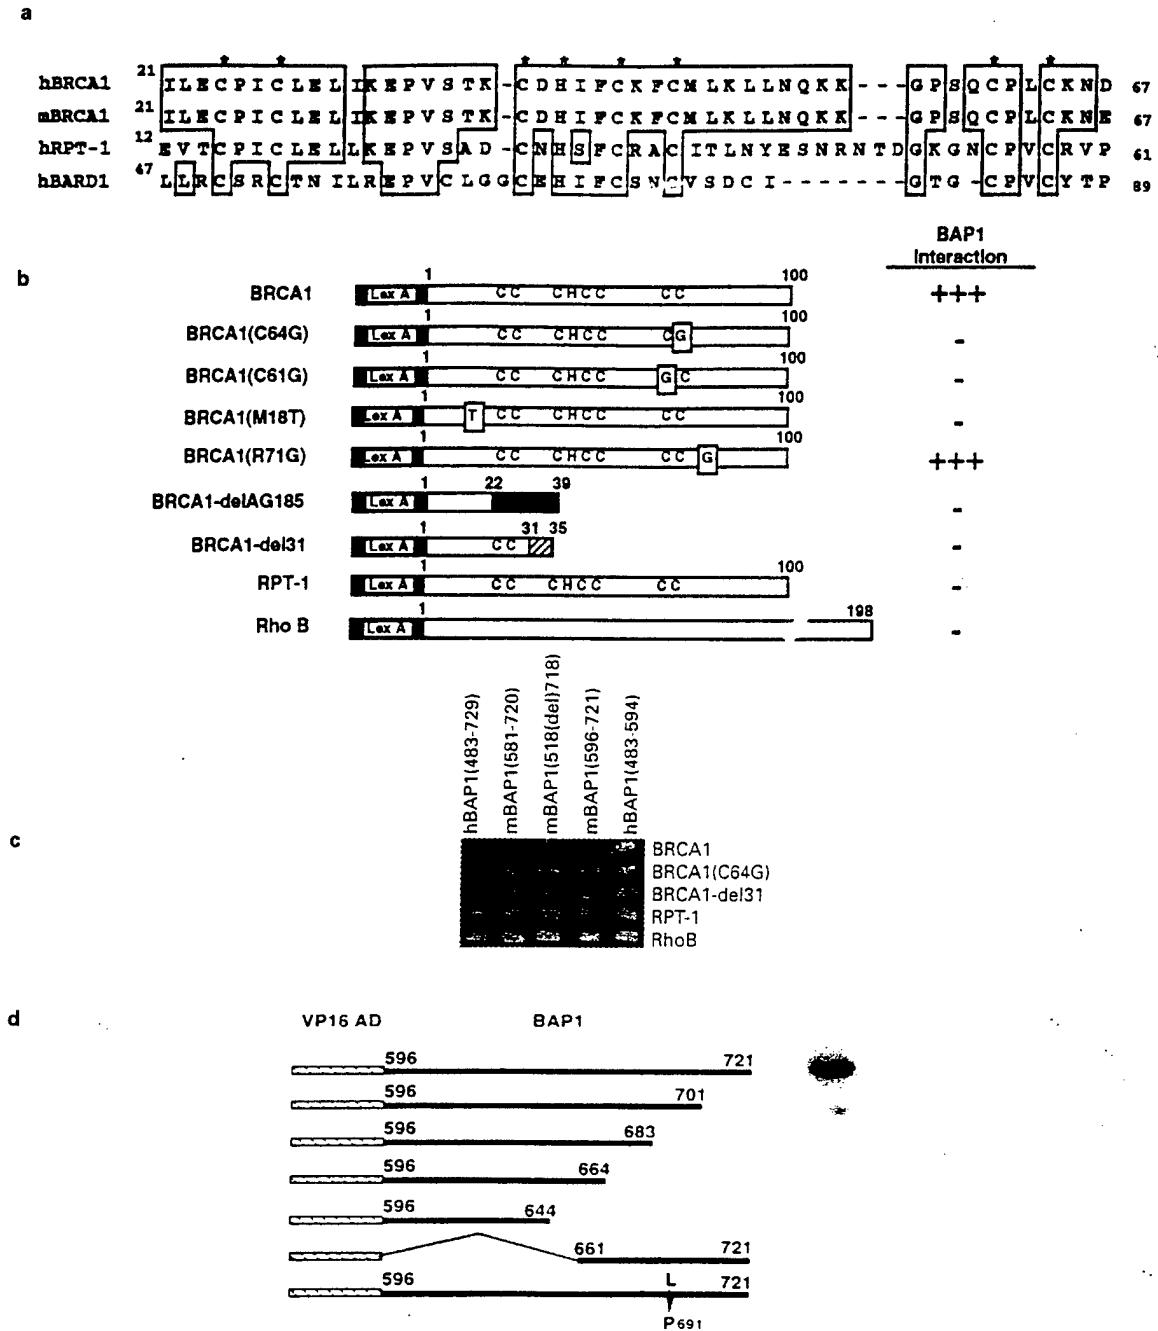 a
* * * * * * * *
hBRCA1 21 ILECPICLELIKEPVSTK-CDHIFCKFCMLKLLNQKK---GPSQCPLCKND 67
mBRCA1 21 ILECPICLELIKEPVSTK-CDHIFCKFCMLKLLNQKK---GPSQCPLCKNE 67
hRPT-1 12 EVTCPICLELLKEPVSAD-CNHSFCRACITLNYESNRNTDGKGNCPVCRVP 61
hBARD1 47 LLRCSRCTNILREPVCLGGCEHIFCSNCVSDCI-------GTG-CPVCYTP 89
BAP1
Interaction
b
1 100
BRCA1 Lex A CC CHCC CC +++
100
BRCA1(C64G) 1 Lex A CC CHCC CG -
100
BRCA1(C61G) 1 Lex A CC CHCC GC -
100
BRCA1(M18T) 1 Lex A T CC CHCC CC -
100
BRCA1(R71G) 1 Lex A CC CHCC CC G +++
1 22 39
BRCA1-delAG185 Lex A -
1 31 35
BRCA1-del31 Lex A CC -
1 100
RPT-1 Lex A CC CHCC CC -
1 198
Rho B Lex A -
hBAP1(483-729)
mBAP1(581-720)
mBAP1(518(del)718)
mBAP1(596-721)
hBAP1(483-594)
c
BRCA1
BRCA1(C64G)
BRCA1-del31
RPT-1
RhoB
d
VP16 AD BAP1
596 721
596 701
596 683
596 664
596 644
661 721
596 L 721
P691